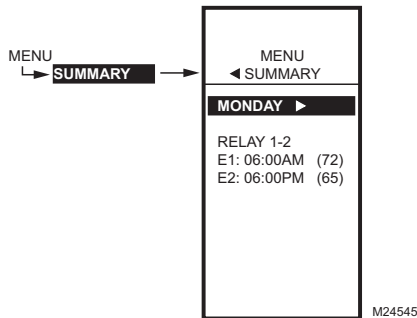 MENU
SUMMARY
MENU
◄ SUMMARY
MONDAY ►
RELAY 1-2
E1: 06:00AM (72)
E2: 06:00PM (65)
M24545